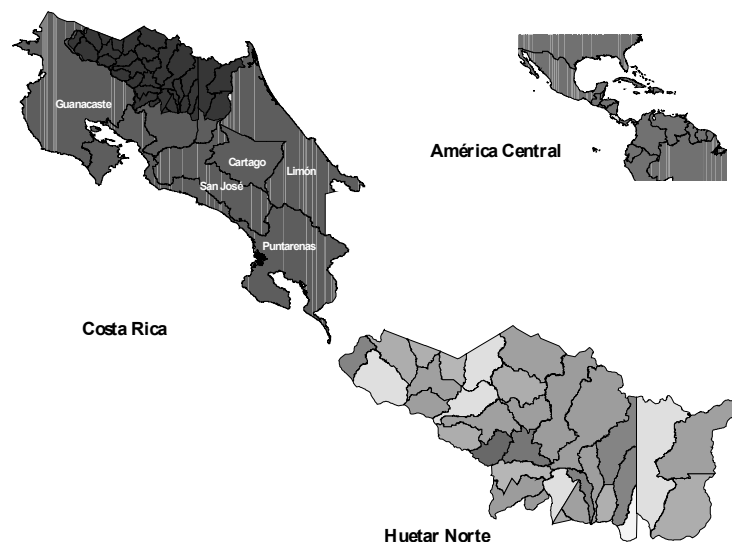 Guanacaste
América Central
Cartago
Limón
San José
Puntarenas
Costa Rica
Huetar Norte